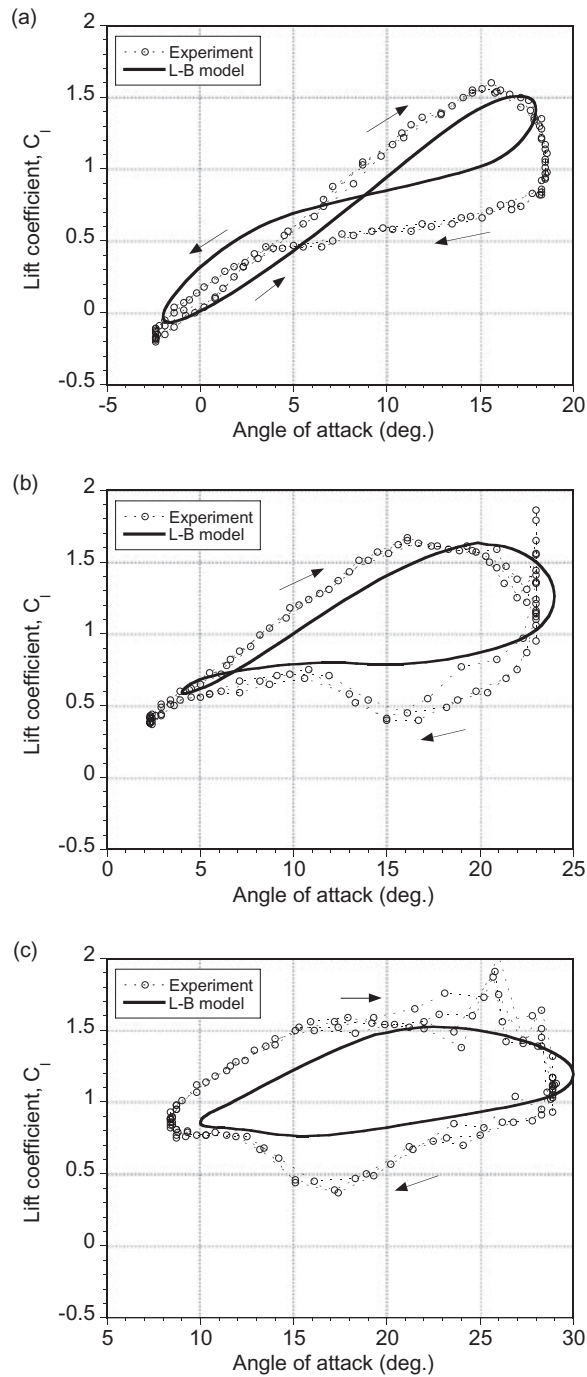 (a)
2
Experiment
L-B model
1.5
1
0.5
0
-0.5
Lift coefficient, C_l
-5 0 5 10 15 20
Angle of attack (deg.)
(b)
2
Experiment
L-B model
1.5
1
0.5
0
-0.5
Lift coefficient, C_l
0 5 10 15 20 25
Angle of attack (deg.)
(c)
2
Experiment
L-B model
1.5
1
0.5
0
-0.5
Lift coefficient, C_l
5 10 15 20 25 30
Angle of attack (deg.)